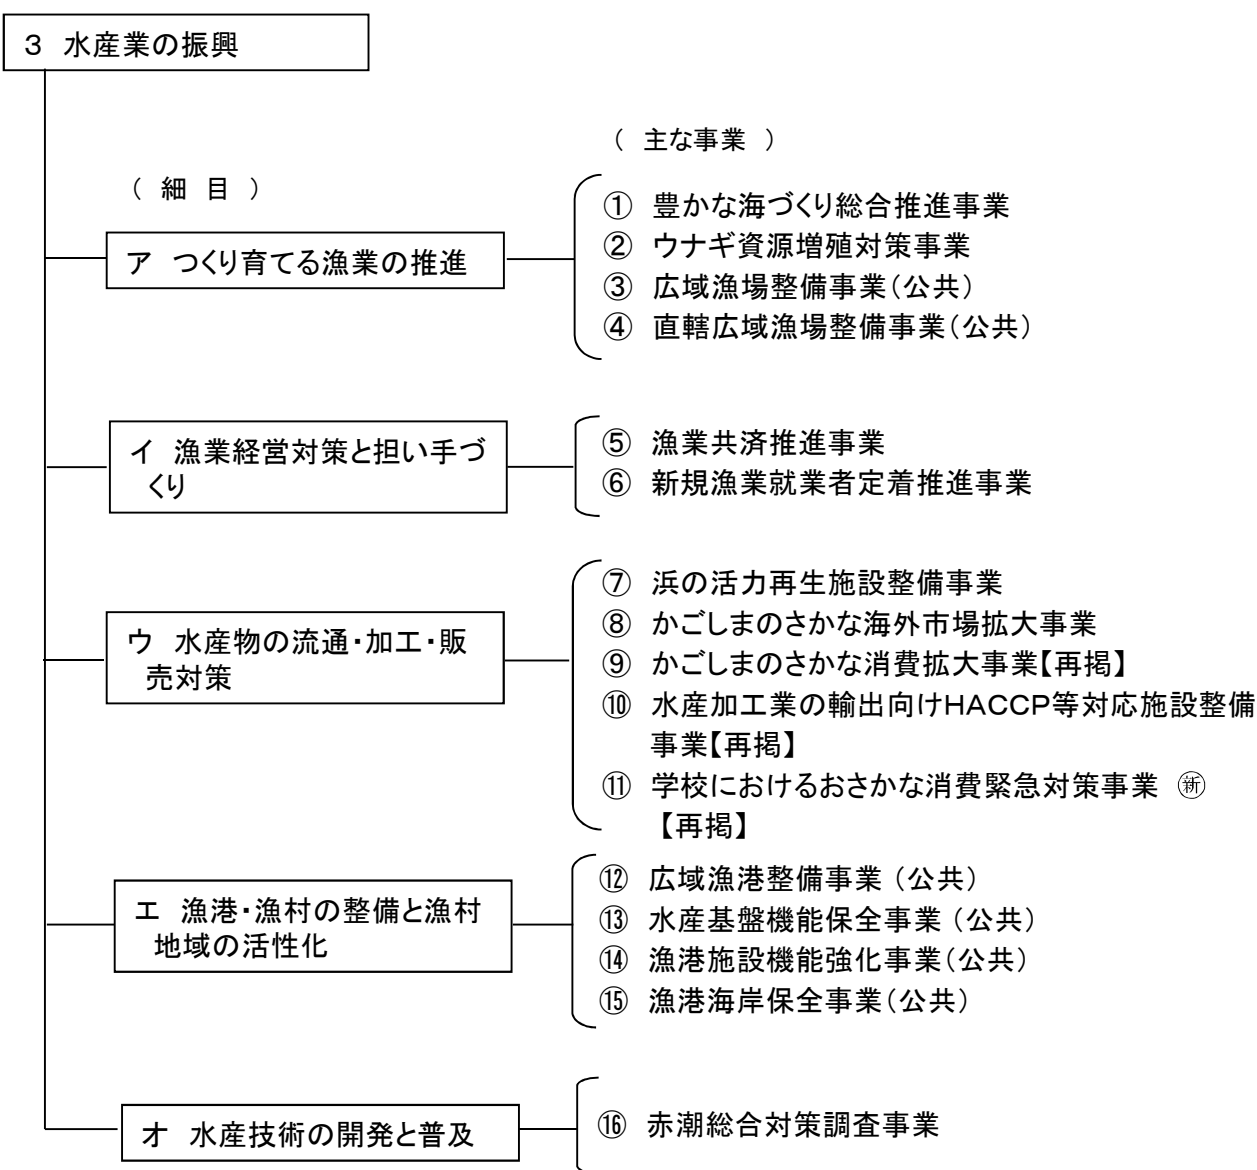 3 水産業の振興
（ 主な事業 ）
（ 細 目 ）
ア つくり育てる漁業の推進
① 豊かな海づくり総合推進事業
② ウナギ資源増殖対策事業
③ 広域漁場整備事業（公共）
④ 直轄広域漁場整備事業（公共）
イ 漁業経営対策と担い手づ
くり
⑤ 漁業共済推進事業
⑥ 新規漁業就業者定着推進事業
ウ 水産物の流通・加工・販
売対策
⑦ 浜の活力再生施設整備事業
⑧ かごしまのさかな海外市場拡大事業
⑨ かごしまのさかな消費拡大事業【再掲】
⑩ 水産加工業の輸出向けHACCP等対応施設整備
事業【再掲】
⑪ 学校におけるおさかな消費緊急対策事業 ㊟新
【再掲】
エ 漁港・漁村の整備と漁村
地域の活性化
⑫ 広域漁港整備事業（公共）
⑬ 水産基盤機能保全事業（公共）
⑭ 漁港施設機能強化事業（公共）
⑮ 漁港海岸保全事業（公共）
オ 水産技術の開発と普及
⑯ 赤潮総合対策調査事業